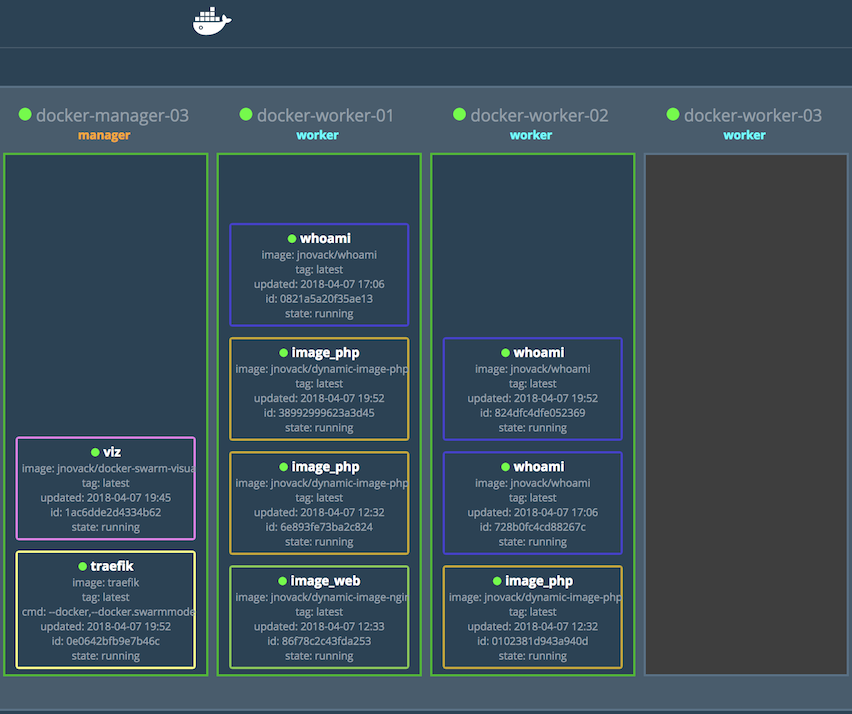 docker-manager-03
manager
viz
image: jnovack/docker-swarm-visua
tag: latest
updated: 2018-04-07 19:45
id: 1ac6dde2d4334b62
state: running
traefik
image: traefik
tag: latest
cmd: --docker,--docker.swarmmode
updated: 2018-04-07 19:52
id: 0e0642bfb9e7b46c
state: running
docker-worker-01
worker
whoami
image: jnovack/whoami
tag: latest
updated: 2018-04-07 17:06
id: 0821a5a20f35ae13
state: running
image_php
image: jnovack/dynamic-image-php
tag: latest
updated: 2018-04-07 19:52
id: 38992999623a3d45
state: running
image_php
image: jnovack/dynamic-image-php
tag: latest
updated: 2018-04-07 12:32
id: 6e893fe73ba2c824
state: running
image_web
image: jnovack/dynamic-image-ngin
tag: latest
updated: 2018-04-07 12:33
id: 86f78c2c43fda253
state: running
docker-worker-02
worker
whoami
image: jnovack/whoami
tag: latest
updated: 2018-04-07 19:52
id: 824dfc4dfe052369
state: running
whoami
image: jnovack/whoami
tag: latest
updated: 2018-04-07 17:06
id: 728b0fc4cd88267c
state: running
image_php
image: jnovack/dynamic-image-php
tag: latest
updated: 2018-04-07 12:32
id: 0102381d943a940d
state: running
docker-worker-03
worker